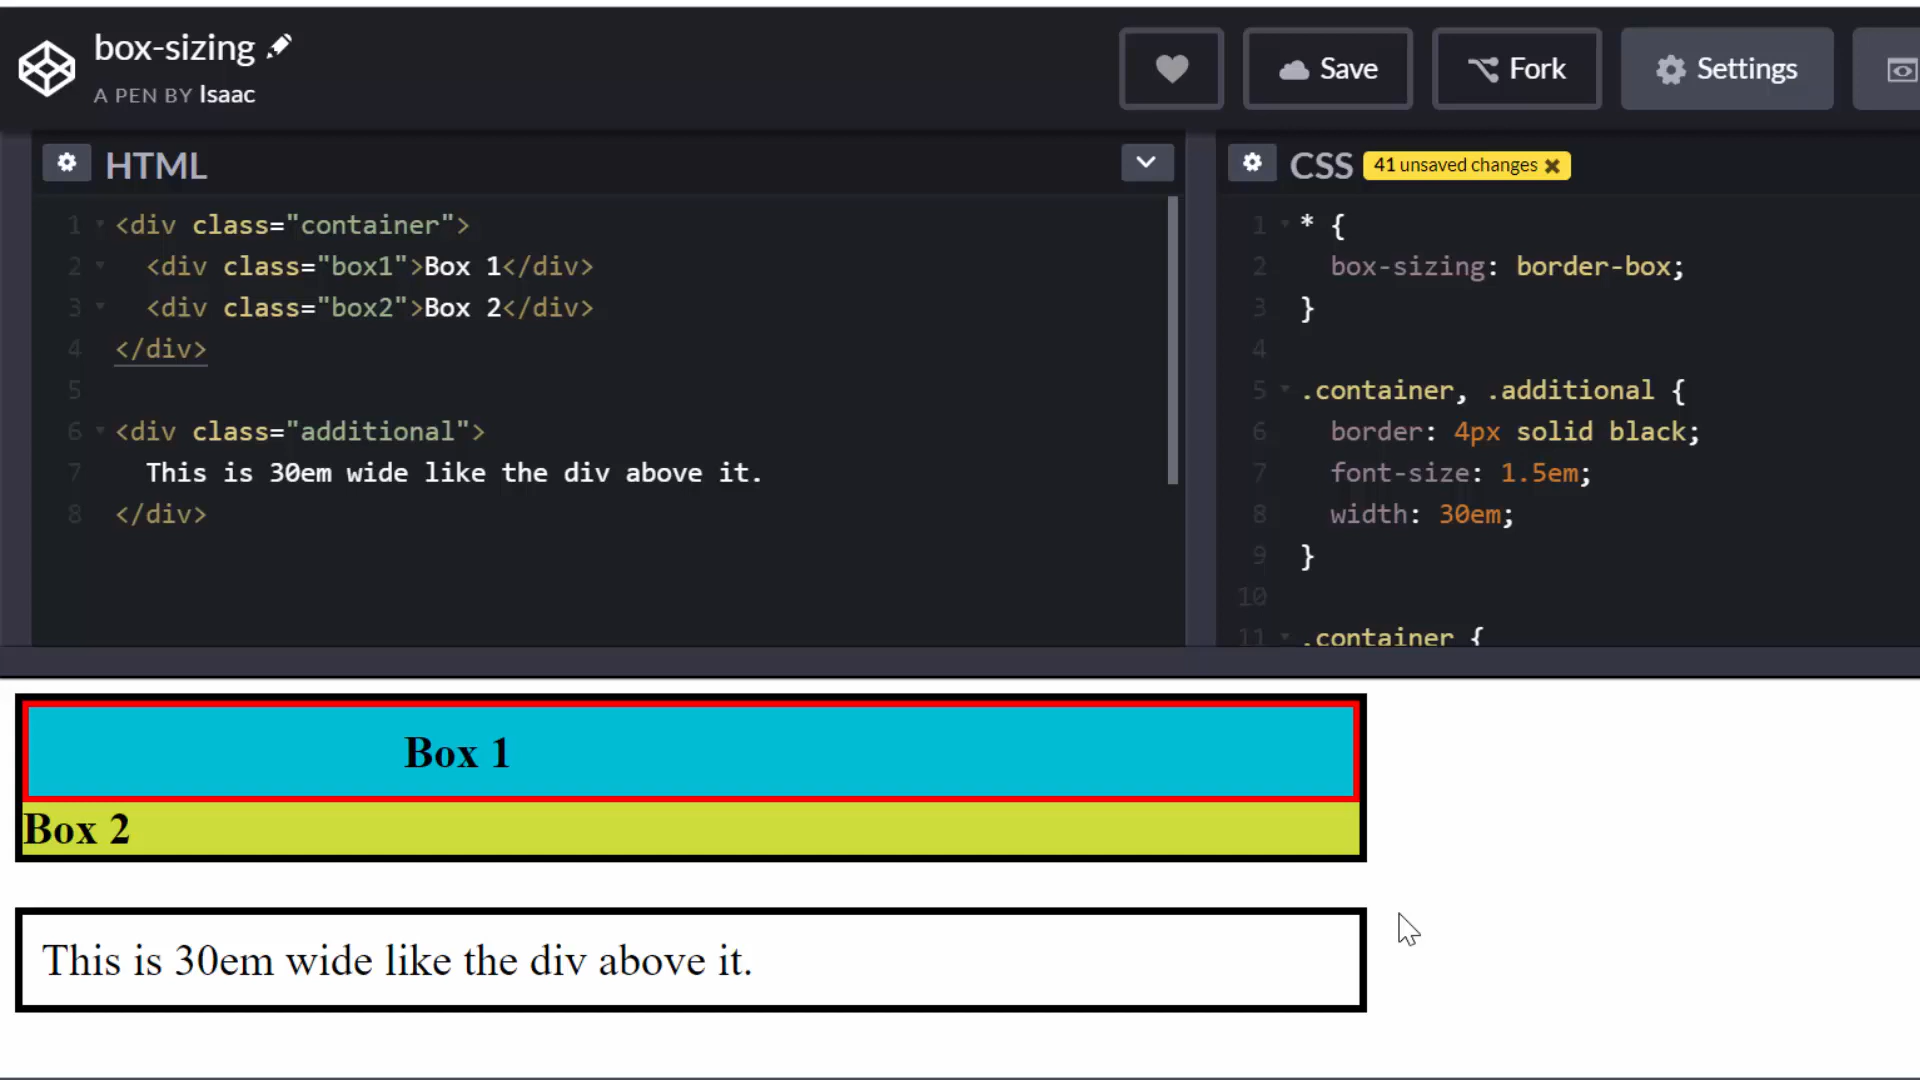 box-sizing
A PEN BY Isaac
Save
Fork
Settings
HTML
1 <div class="container">
2 <div class="box1">Box 1</div>
3 <div class="box2">Box 2</div>
4 </div>
5
6 <div class="additional">
7 This is 30em wide like the div above it.
8 </div>
CSS 41 unsaved changes
1 * {
2 box-sizing: border-box;
3 }
4
5 .container, .additional {
6 border: 4px solid black;
7 font-size: 1.5em;
8 width: 30em;
9 }
10
11 .container {
Box 1
Box 2
This is 30em wide like the div above it.